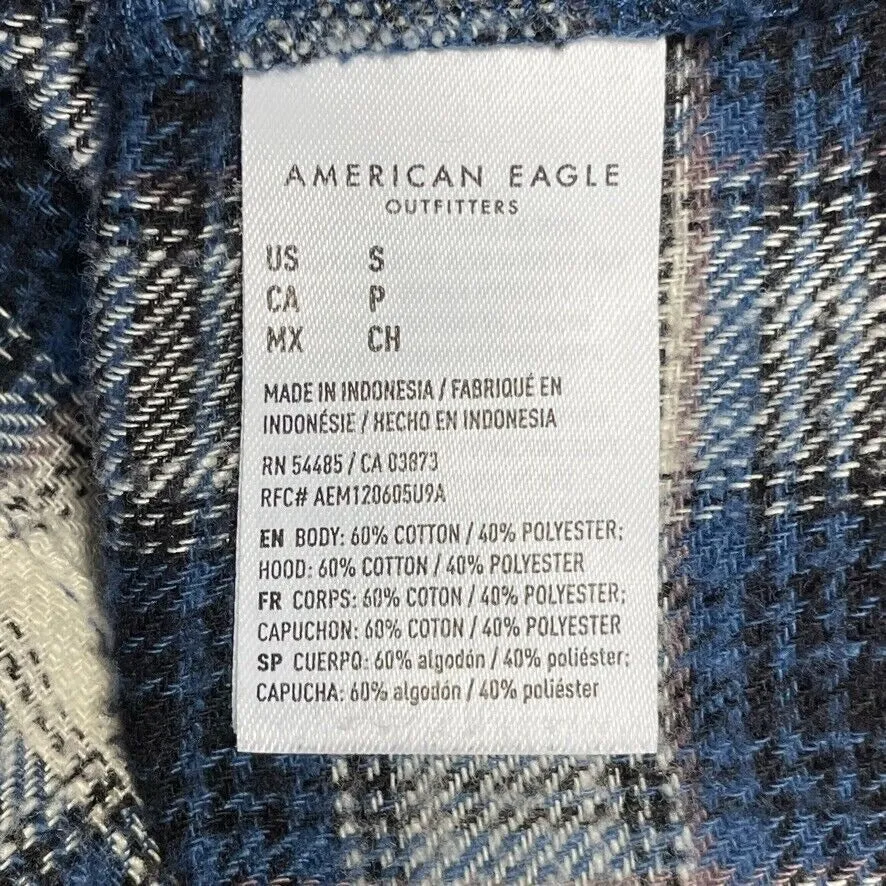 AMERICAN EAGLE
OUTFITTERS
US S
CA P
MX CH
MADE IN INDONESIA / FABRIQUÉ EN
INDONÉSIE / HECHO EN INDONESIA
RN 54485 / CA 03873
RFC# AEM120605U9A
EN BODY: 60% COTTON / 40% POLYESTER;
HOOD: 60% COTTON / 40% POLYESTER
FR CORPS: 60% COTON / 40% POLYESTER;
CAPUCHON: 60% COTON / 40% POLYESTER
SP CUERPO: 60% algodón / 40% poliéster;
CAPUCHA: 60% algodón / 40% poliéster